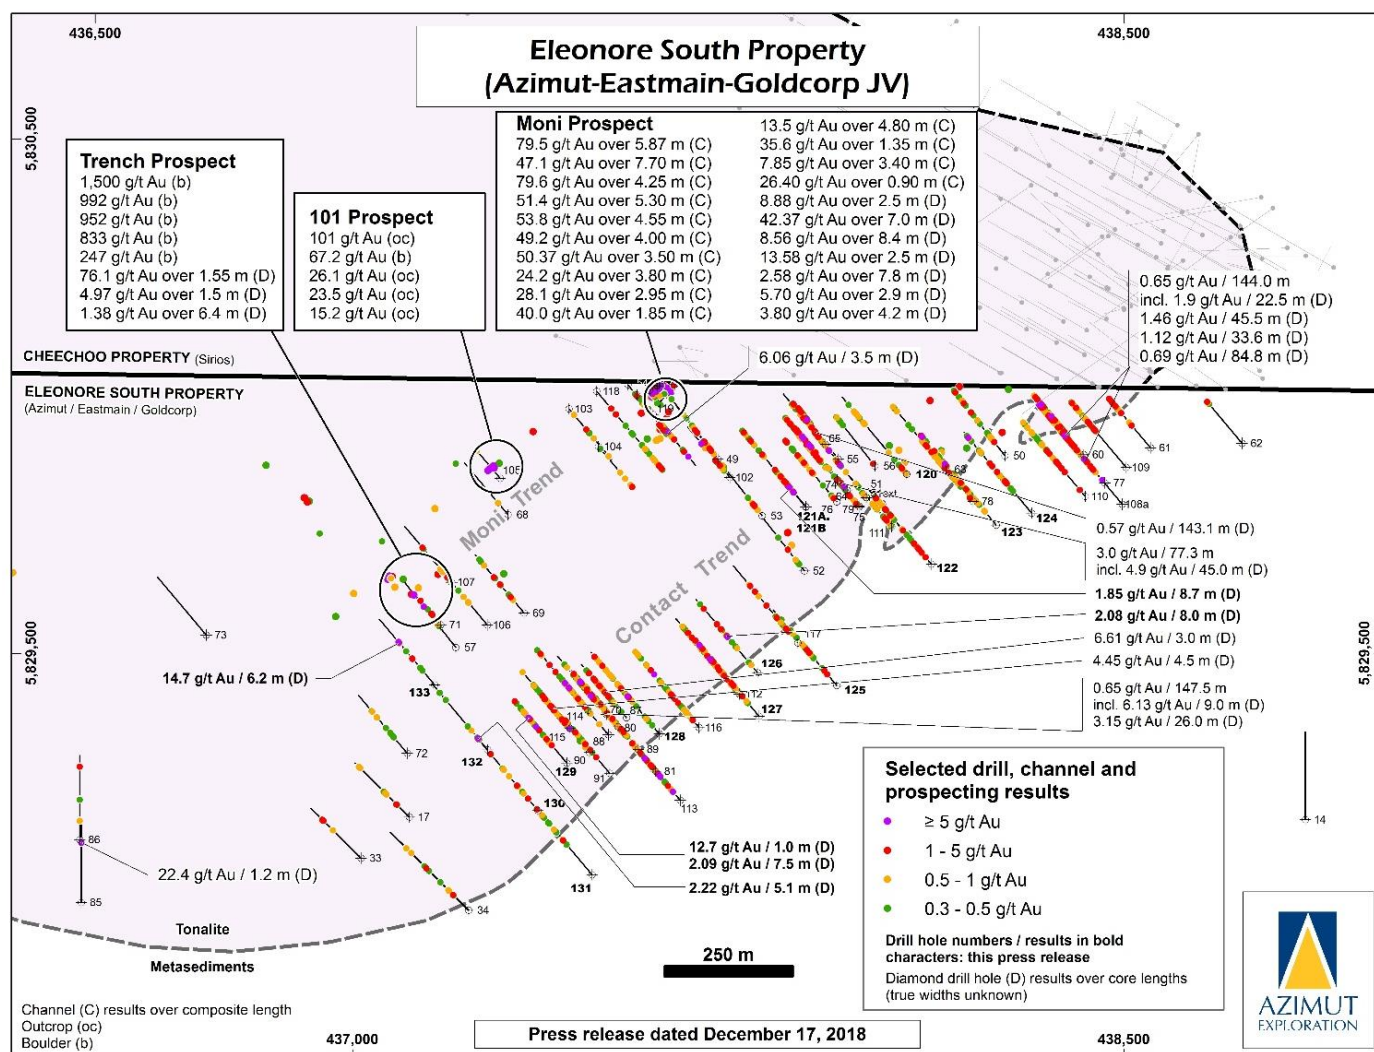 436,500
438,500
Eleonore South Property
(Azimut-Eastmain-Goldcorp JV)
5,830,500
Trench Prospect
1,500 g/t Au (b)
992 g/t Au (b)
952 g/t Au (b)
833 g/t Au (b)
247 g/t Au (b)
76.1 g/t Au over 1.55 m (D)
4.97 g/t Au over 1.5 m (D)
1.38 g/t Au over 6.4 m (D)
101 Prospect
101 g/t Au (oc)
67.2 g/t Au (b)
26.1 g/t Au (oc)
23.5 g/t Au (oc)
15.2 g/t Au (oc)
Moni Prospect
79.5 g/t Au over 5.87 m (C)
47.1 g/t Au over 7.70 m (C)
79.6 g/t Au over 4.25 m (C)
51.4 g/t Au over 5.30 m (C)
53.8 g/t Au over 4.55 m (C)
49.2 g/t Au over 4.00 m (C)
50.37 g/t Au over 3.50 m (C)
24.2 g/t Au over 3.80 m (C)
28.1 g/t Au over 2.95 m (C)
40.0 g/t Au over 1.85 m (C)
13.5 g/t Au over 4.80 m (C)
35.6 g/t Au over 1.35 m (C)
7.85 g/t Au over 3.40 m (C)
26.40 g/t Au over 0.90 m (C)
8.88 g/t Au over 2.5 m (D)
42.37 g/t Au over 7.0 m (D)
8.56 g/t Au over 8.4 m (D)
13.58 g/t Au over 2.5 m (D)
2.58 g/t Au over 7.8 m (D)
5.70 g/t Au over 2.9 m (D)
3.80 g/t Au over 4.2 m (D)
0.65 g/t Au / 144.0 m
incl. 1.9 g/t Au / 22.5 m (D)
1.46 g/t Au / 45.5 m (D)
1.12 g/t Au / 33.6 m (D)
0.69 g/t Au / 84.8 m (D)
6.06 g/t Au / 3.5 m (D)
CHEECHOO PROPERTY (Sirios)
ELEONORE SOUTH PROPERTY
(Azimut / Eastmain / Goldcorp)
118
103
104
105
68
Moni Trend
49
102
53
52
65
55
56
74
64
51
76
79
75
111
121A,
121B
120
63
78
50
123
124
122
60
110
109
77
108a
61
62
0.57 g/t Au / 143.1 m (D)
3.0 g/t Au / 77.3 m
incl. 4.9 g/t Au / 45.0 m (D)
1.85 g/t Au / 8.7 m (D)
2.08 g/t Au / 8.0 m (D)
6.61 g/t Au / 3.0 m (D)
4.45 g/t Au / 4.5 m (D)
0.65 g/t Au / 147.5 m
incl. 6.13 g/t Au / 9.0 m (D)
3.15 g/t Au / 26.0 m (D)
Contact Trend
107
69
71
106
57
73
5,829,500
5,829,500
14.7 g/t Au / 6.2 m (D)
133
117
126
125
112
127
72
132
114
115
70
87
80
88
128
116
129
90
91
89
81
113
130
131
17
33
34
86
85
22.4 g/t Au / 1.2 m (D)
12.7 g/t Au / 1.0 m (D)
2.09 g/t Au / 7.5 m (D)
2.22 g/t Au / 5.1 m (D)
14
Selected drill, channel and
prospecting results
≥ 5 g/t Au
1 - 5 g/t Au
0.5 - 1 g/t Au
0.3 - 0.5 g/t Au
Drill hole numbers / results in bold
characters: this press release
Diamond drill hole (D) results over core lengths
(true widths unknown)
Tonalite
Metasediments
250 m
Channel (C) results over composite length
Outcrop (oc)
Boulder (b)
437,000
Press release dated December 17, 2018
438,500
AZIMUT
EXPLORATION